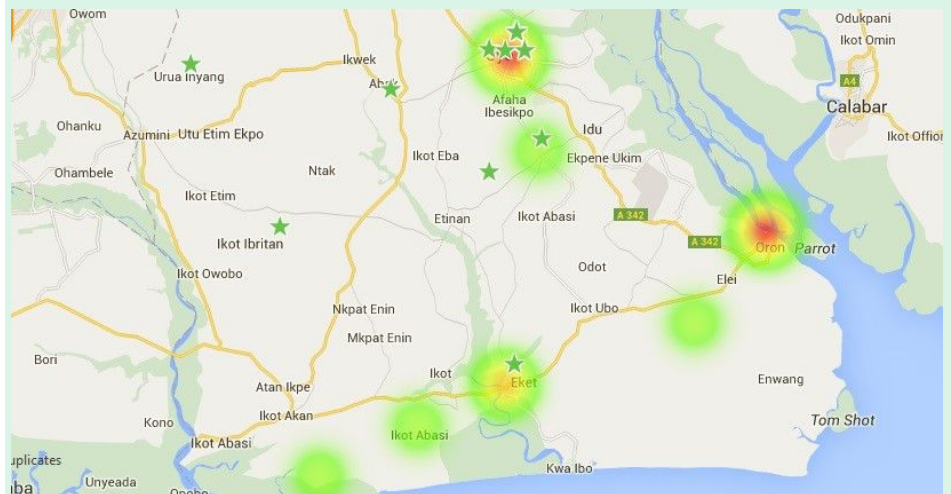 Owom
Odukpani
Ikot Omin
Ikwek
Urua Inyang
A4
Afaha
Ibesikpo
Calabar
Ohanku
Azumini
Utu Etim Ekpo
Idu
Ikot Offion
Ikot Eba
Ekpene Ukim
Ohambele
Ntak
Ikot Etim
Etinan
Ikot Abasi
A 342
Ikot Ibritan
A 342
Oron
Parrot
Ikot Owobo
Odot
Elei
Nkpat Enin
Ikot Ubo
Mkpat Enin
Bori
Ikot
Eket
Enwang
Atan Ikpe
Ikot Akan
Kono
Ikot Abasi
Ikot Abasi
Tom Shot
uplicates
Kwa Ibo
Unyeada